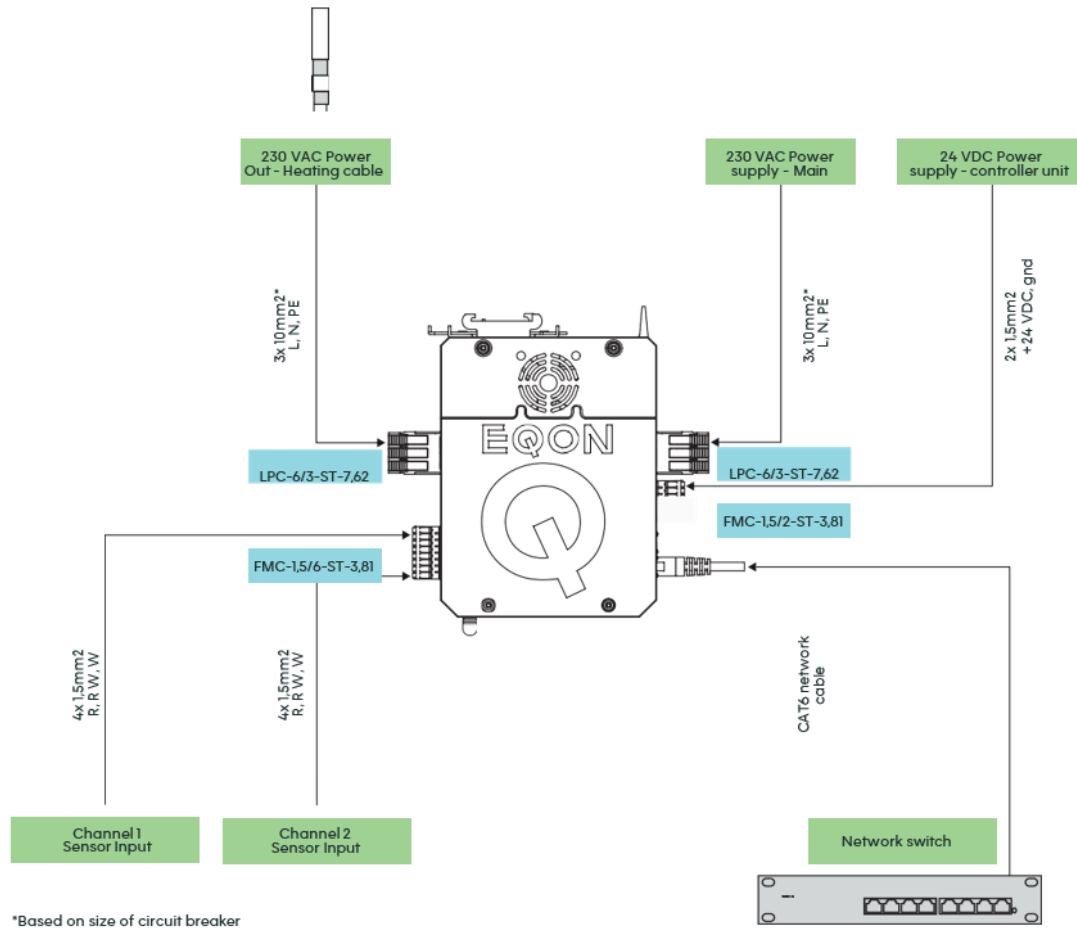 230 VAC Power
Out - Heating cable
230 VAC Power
supply - Main
24 VDC Power
supply - controller unit
3x 10mm2*
L, N, PE
3x 10mm2*
L, N, PE
2x 1,5mm2
+24 VDC, gnd
EQON
LPC-6/3-ST-7,62
LPC-6/3-ST-7,62
FMC-1,5/2-ST-3,81
FMC-1,5/6-ST-3,81
Q
4x 1,5mm2
R, R W, W
4x 1,5mm2
R, R W, W
CAT6 network
cable
Channel 1
Sensor Input
Channel 2
Sensor Input
Network switch
*Based on size of circuit breaker